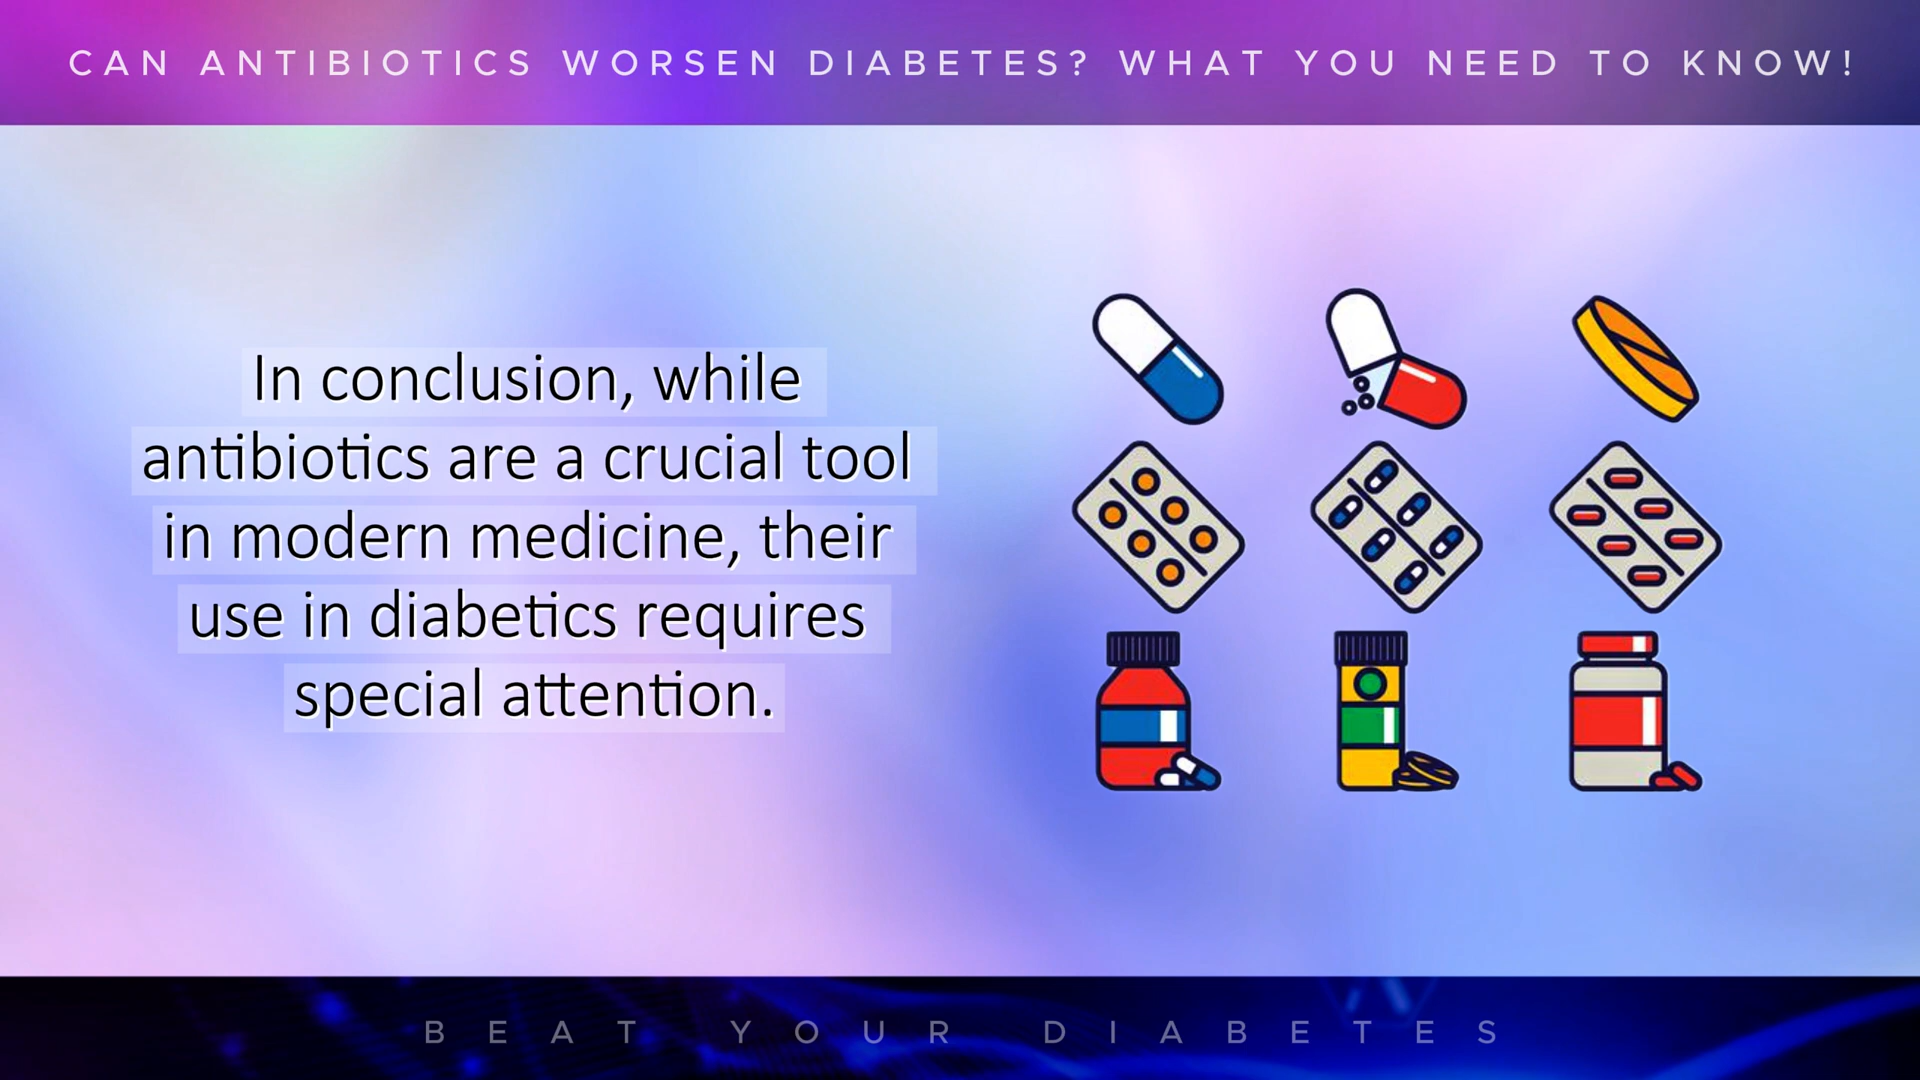 CAN ANTIBIOTICS WORSEN DIABETES? WHAT YOU NEED TO KNOW!
In conclusion, while
antibiotics are a crucial tool
in modern medicine, their
use in diabetics requires
special attention.
BEAT YOUR DIABETES